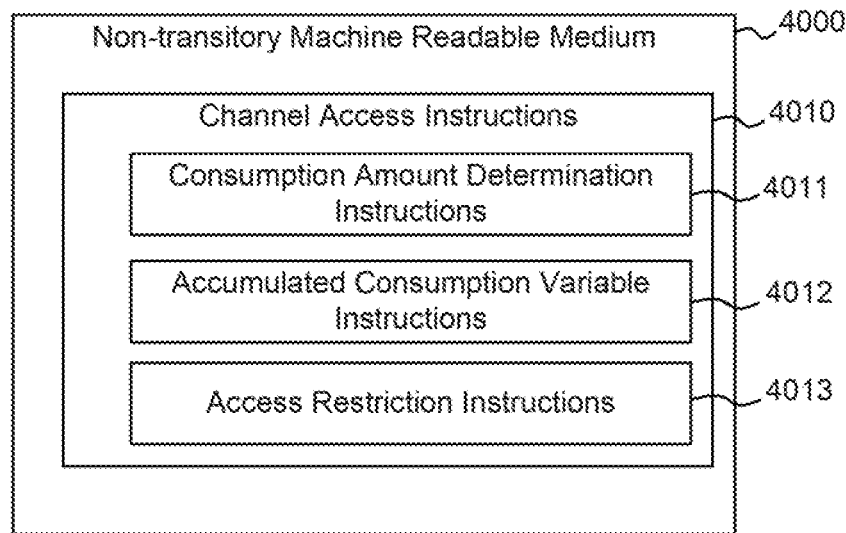 Non-transitory Machine Readable Medium
4000
Channel Access Instructions
4010
Consumption Amount Determination
Instructions
4011
Accumulated Consumption Variable
Instructions
4012
Access Restriction Instructions
4013